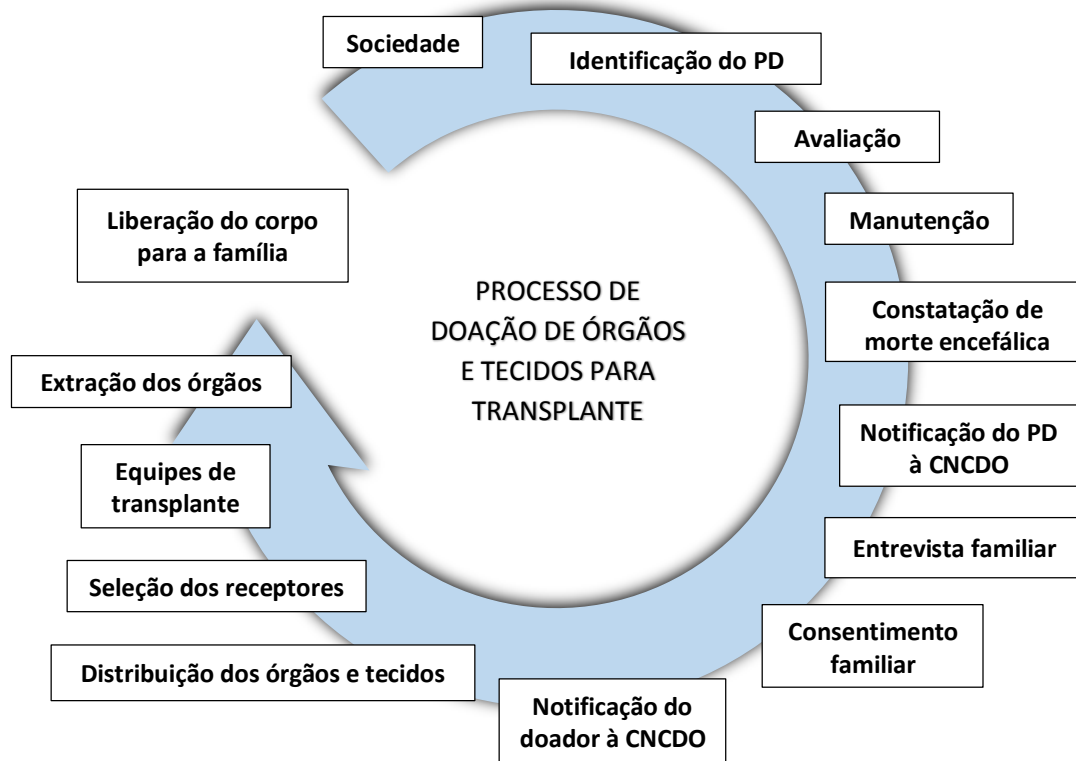 Sociedade
Identificação do PD
Avaliação
Manutenção
Constatação de
morte encefálica
Notificação do PD
à CNCDO
Entrevista familiar
Consentimento
familiar
Notificação do
doador à CNCDO
Distribuição dos órgãos e tecidos
Seleção dos receptores
Equipes de
transplante
Extração dos órgãos
Liberação do corpo
para a família
PROCESSO DE
DOAÇÃO DE ÓRGÃOS
E TECIDOS PARA
TRANSPLANTE